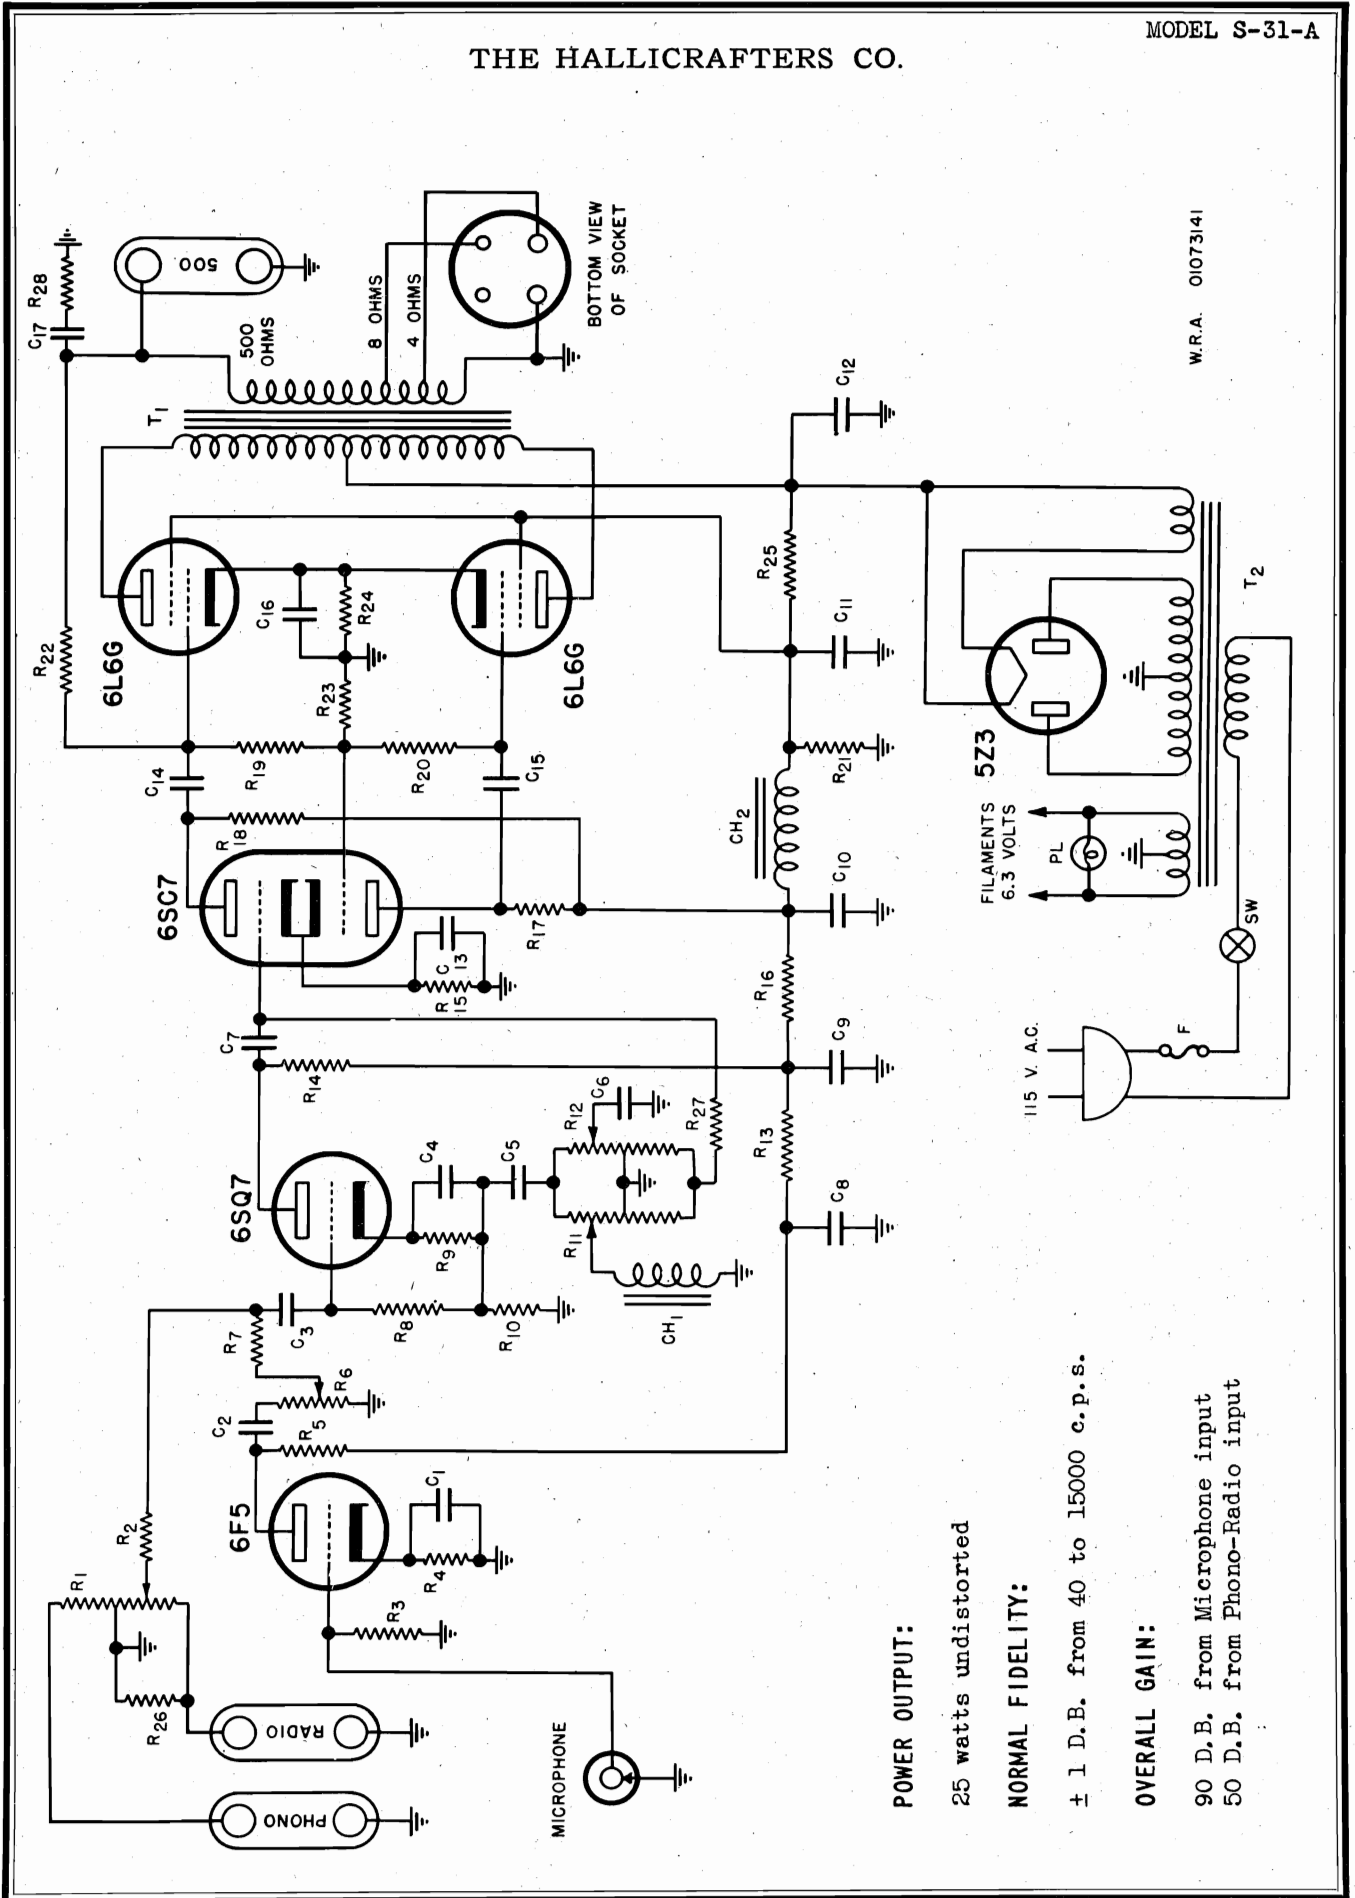 MODEL S-31-A
THE HALLICRAFTERS CO.
C17 R28
500
500 OHMS
8 OHMS
4 OHMS
BOTTOM VIEW
OF SOCKET
T1
C12
W.R.A. 01073141
R22
6L6G
C16
R24
R23
6L6G
R25
C11
T2
C14
R19
R20
C15
R21
5Z3
R18
CH2
FILAMENTS
6.3 VOLTS
PL
6SC7
C13
R15
R17
C10
R16
SW
C7
R14
C9
115 V. A.C.
F
6SQ7
C4
C5
R12
C6
R27
R13
R9
R11
C8
R7
C3
R8
R10
CH1
C2
R6
R5
R2
6F5
C1
R4
R1
R3
R26
RADIO
PHONO
MICROPHONE
POWER OUTPUT:
25 watts undistorted
NORMAL FIDELITY:
± 1 D.B. from 40 to 15000 c.p.s.
OVERALL GAIN:
90 D.B. from Microphone input
50 D.B. from Phono-Radio input